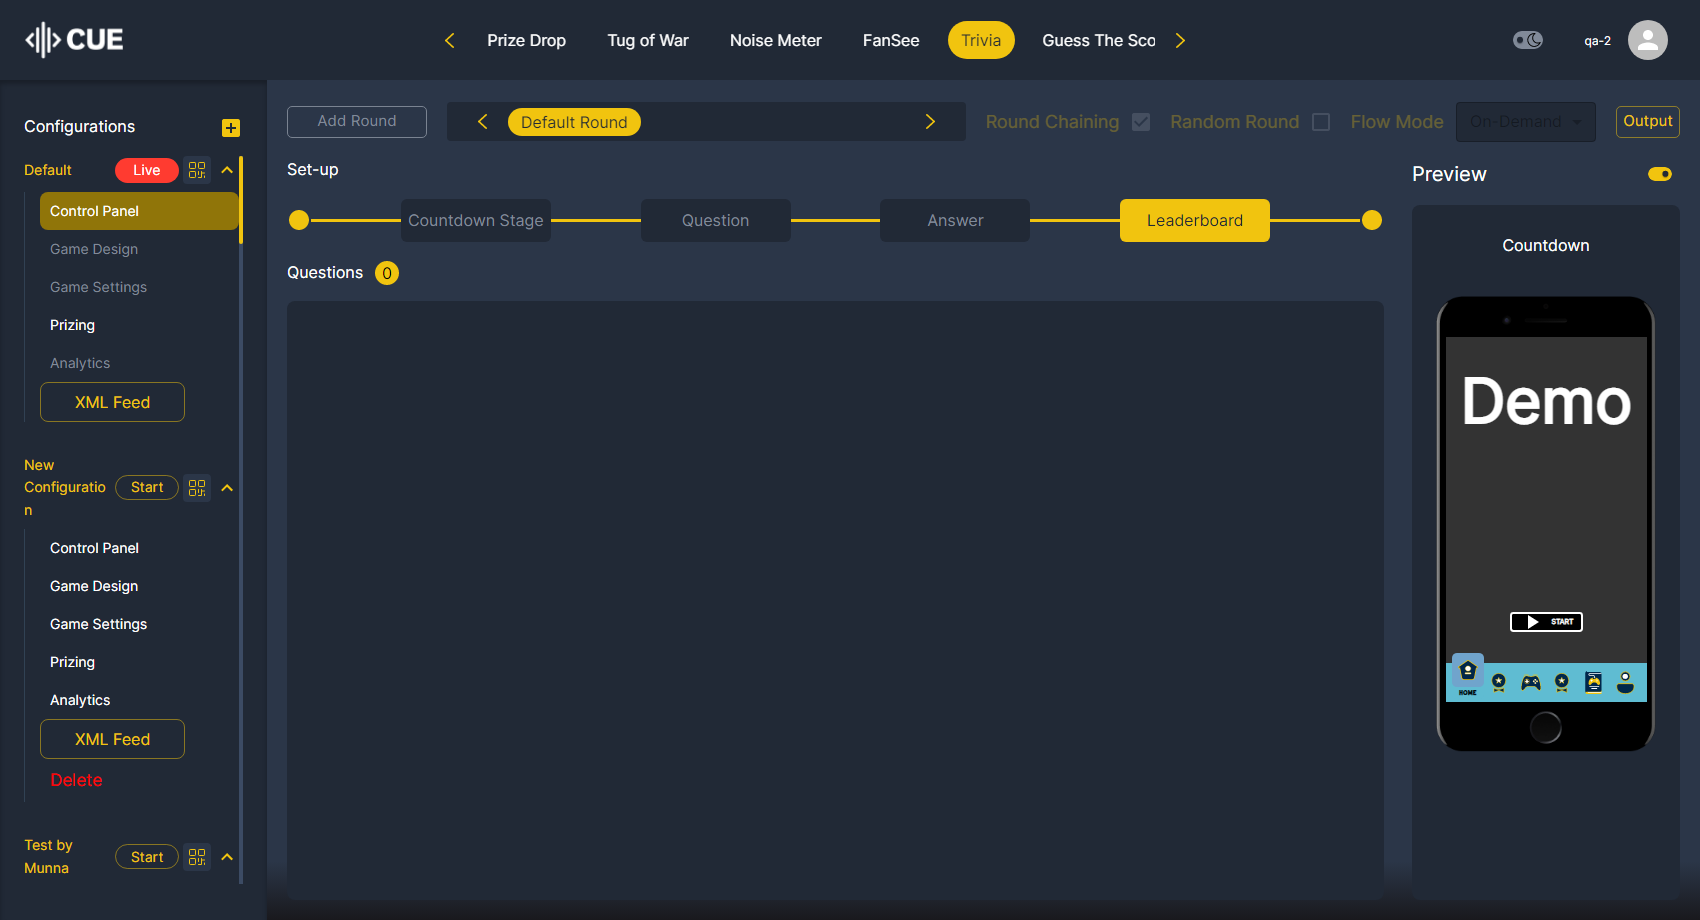 CUE
Prize Drop
Tug of War
Noise Meter
FanSee
Trivia
Guess The Sco
qa-2
Configurations
Default
Live
Control Panel
Game Design
Game Settings
Prizing
Analytics
XML Feed
New
Configuratio
n
Start
Control Panel
Game Design
Game Settings
Prizing
Analytics
XML Feed
Delete
Test by
Munna
Start
Add Round
Default Round
Round Chaining
Random Round
Flow Mode
On-Demand
Output
Set-up
Countdown Stage
Question
Answer
Leaderboard
Questions 0
Preview
Countdown
Demo
START
HOME